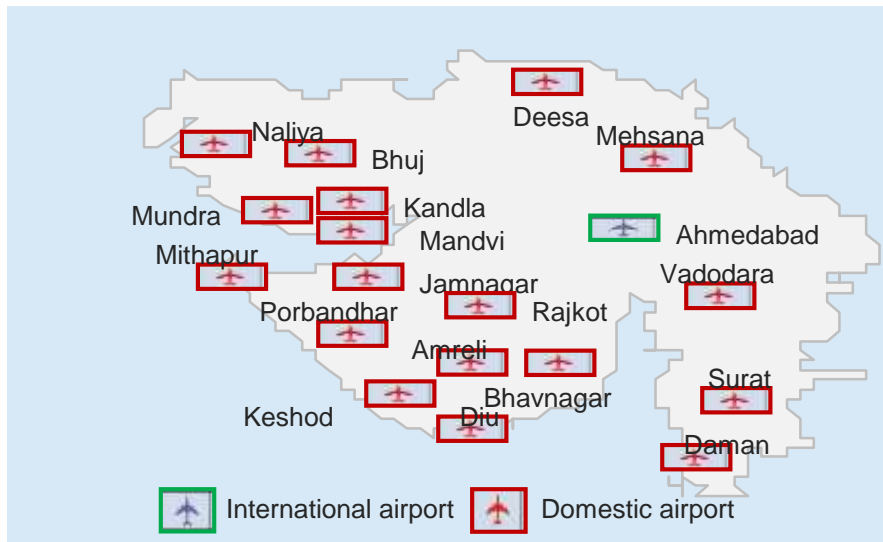 Deesa
Naliya
Mehsana
Bhuj
Mundra
Kandla
Mandvi
Ahmedabad
Mithapur
Vadodara
Jamnagar
Porbandhar
Rajkot
Amreli
Surat
Bhavnagar
Keshod
Diu
Daman
International airport
Domestic airport